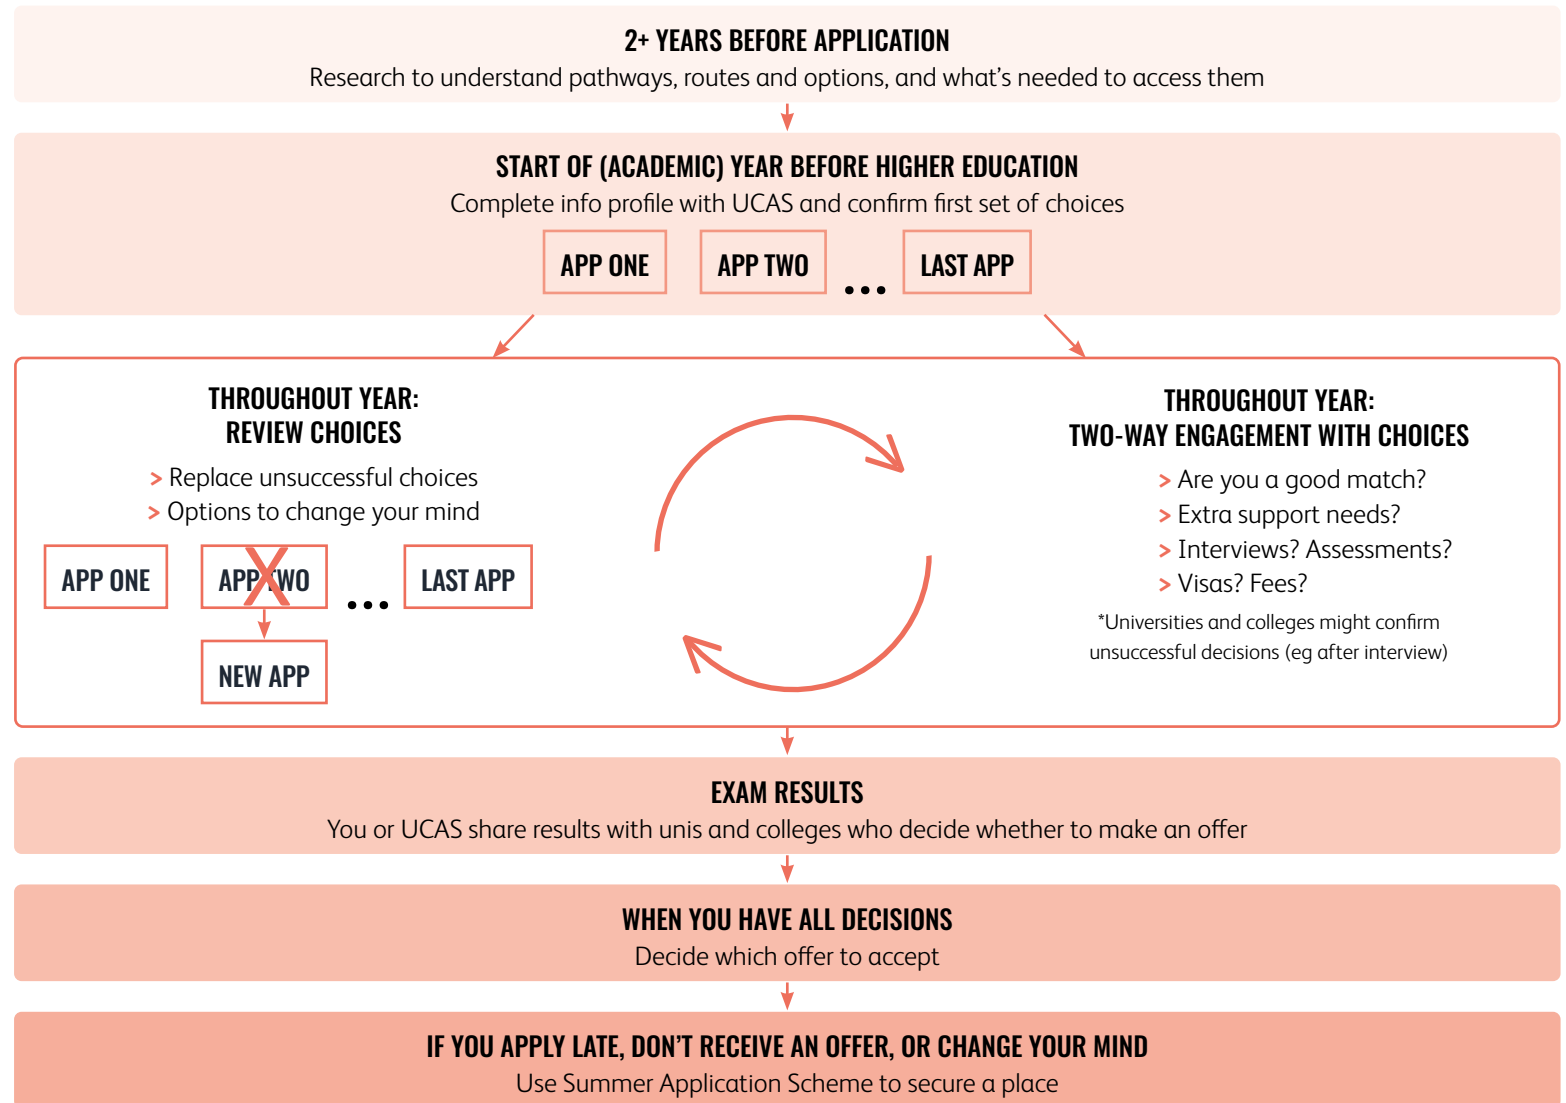 2+ YEARS BEFORE APPLICATION
Research to understand pathways, routes and options, and what’s needed to access them
START OF (ACADEMIC) YEAR BEFORE HIGHER EDUCATION
Complete info profile with UCAS and confirm first set of choices
APP ONE
APP TWO
...
LAST APP
THROUGHOUT YEAR:
REVIEW CHOICES
> Replace unsuccessful choices
> Options to change your mind
APP ONE
APP TWO
...
LAST APP
NEW APP
THROUGHOUT YEAR:
TWO-WAY ENGAGEMENT WITH CHOICES
> Are you a good match?
> Extra support needs?
> Interviews? Assessments?
> Visas? Fees?
*Universities and colleges might confirm
unsuccessful decisions (eg after interview)
EXAM RESULTS
You or UCAS share results with unis and colleges who decide whether to make an offer
WHEN YOU HAVE ALL DECISIONS
Decide which offer to accept
IF YOU APPLY LATE, DON’T RECEIVE AN OFFER, OR CHANGE YOUR MIND
Use Summer Application Scheme to secure a place